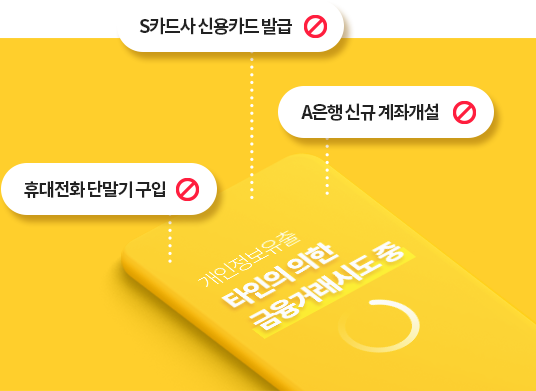 S카드사 신용카드 발급
A은행 신규 계좌개설
휴대전화 단말기 구입
개인정보유출
타인의 의한
금융거래시도 중